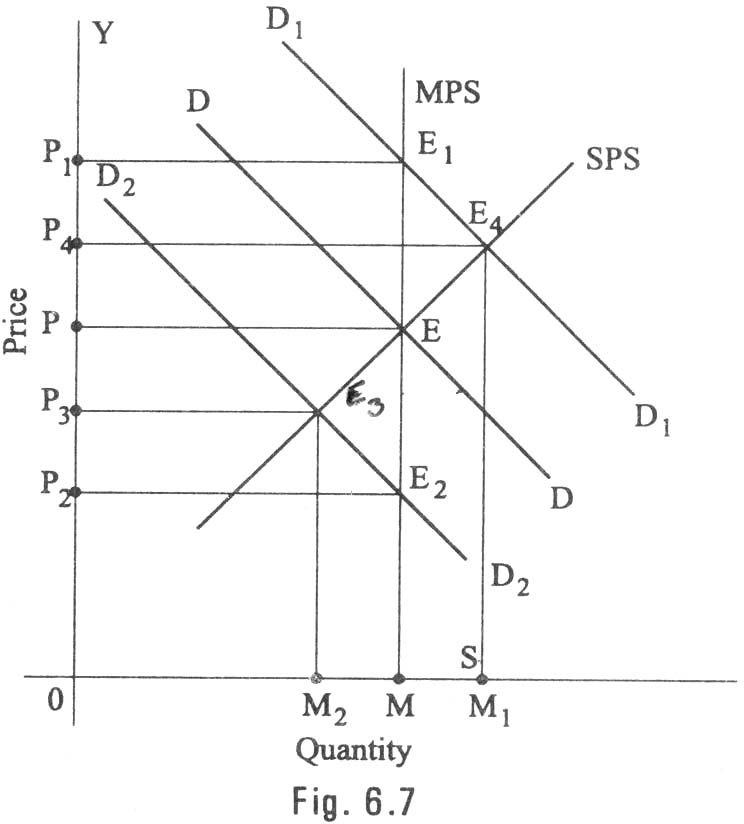 D₁
Y
MPS
D
E₁
P₁
SPS
D₂
E₄
P₄
Price
P
E
E₃
P₃
D₁
P₂
E₂
D
D₂
S
0
M₂
M
M₁
Quantity
Fig. 6.7